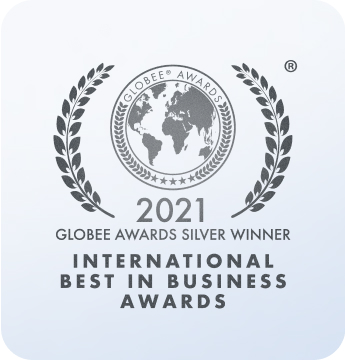 GLOBEE® AWARDS
®
2021
GLOBEE AWARDS SILVER WINNER
INTERNATIONAL
BEST IN BUSINESS
AWARDS